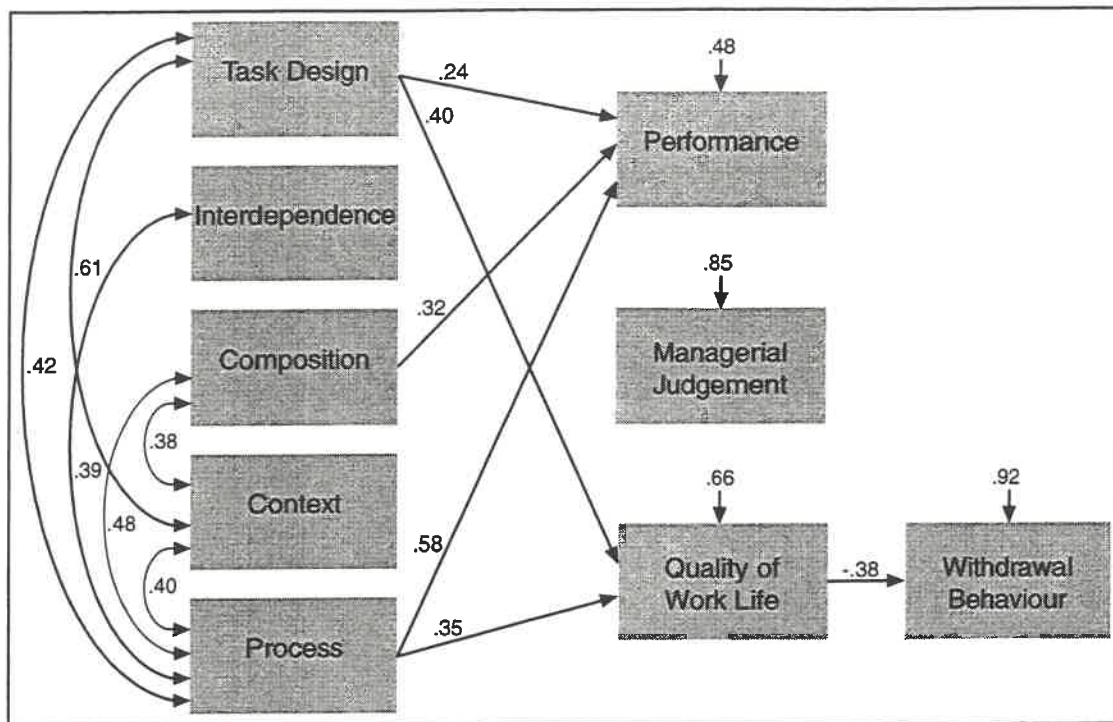 Task Design
.24
.40
.48
Performance
Interdependence
.61
.42
.32
.85
Managerial
Judgement
Composition
.38
.39
.48
Context
.40
.58
.66
.92
Quality of
Work Life
-.38
Withdrawal
Behaviour
Process
.35